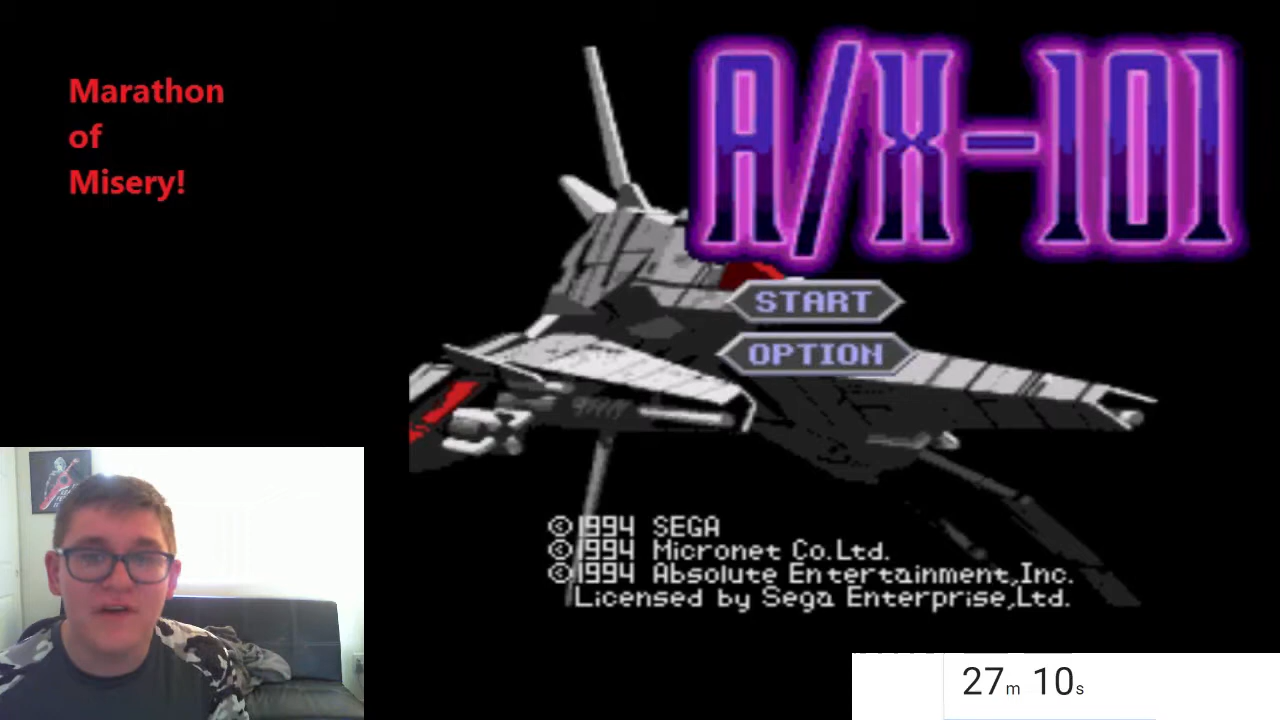 Marathon
of
Misery!
A/X-101
START
OPTION
©1994 SEGA
©1994 Micronet Co.Ltd.
©1994 Absolute Entertainment,Inc.
Licensed by Sega Enterprise,Ltd.
27m 10s